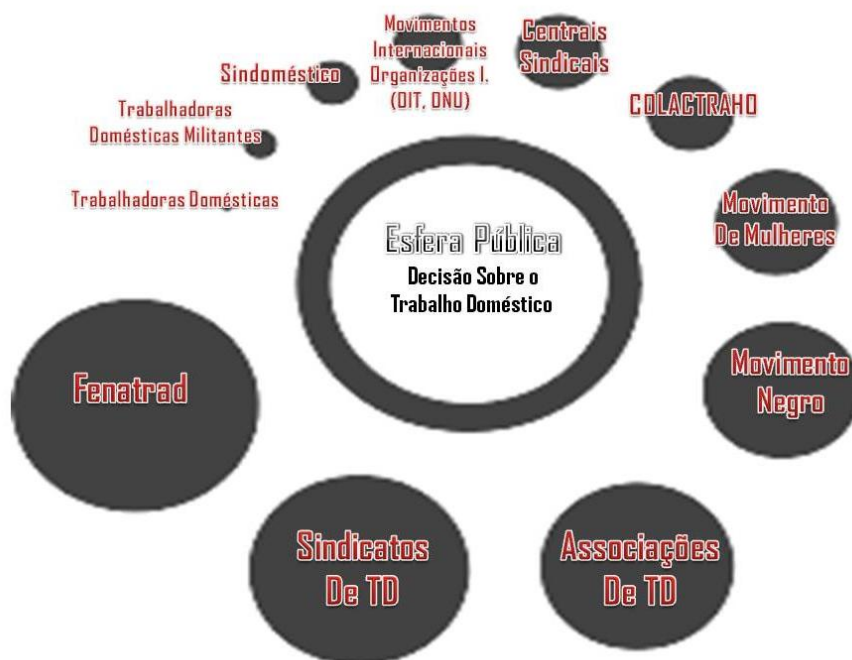 Movimentos
Internacionais
Organizações I.
(OIT, ONU)
Centrais
Sindicais
Sindoméstico
COLACTRAHO
Trabalhadoras
Domésticas Militantes
Trabalhadoras Domésticas
Movimento
De Mulheres
Esfera Pública
Decisão Sobre o
Trabalho Doméstico
Fenatrad
Movimento
Negro
Sindicatos
De TD
Associações
De TD